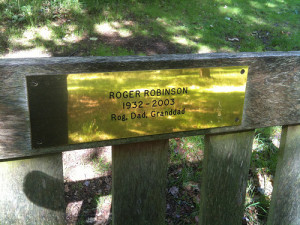 ROGER ROBINSON
1932 - 2003
Rog, Dad, Granddad